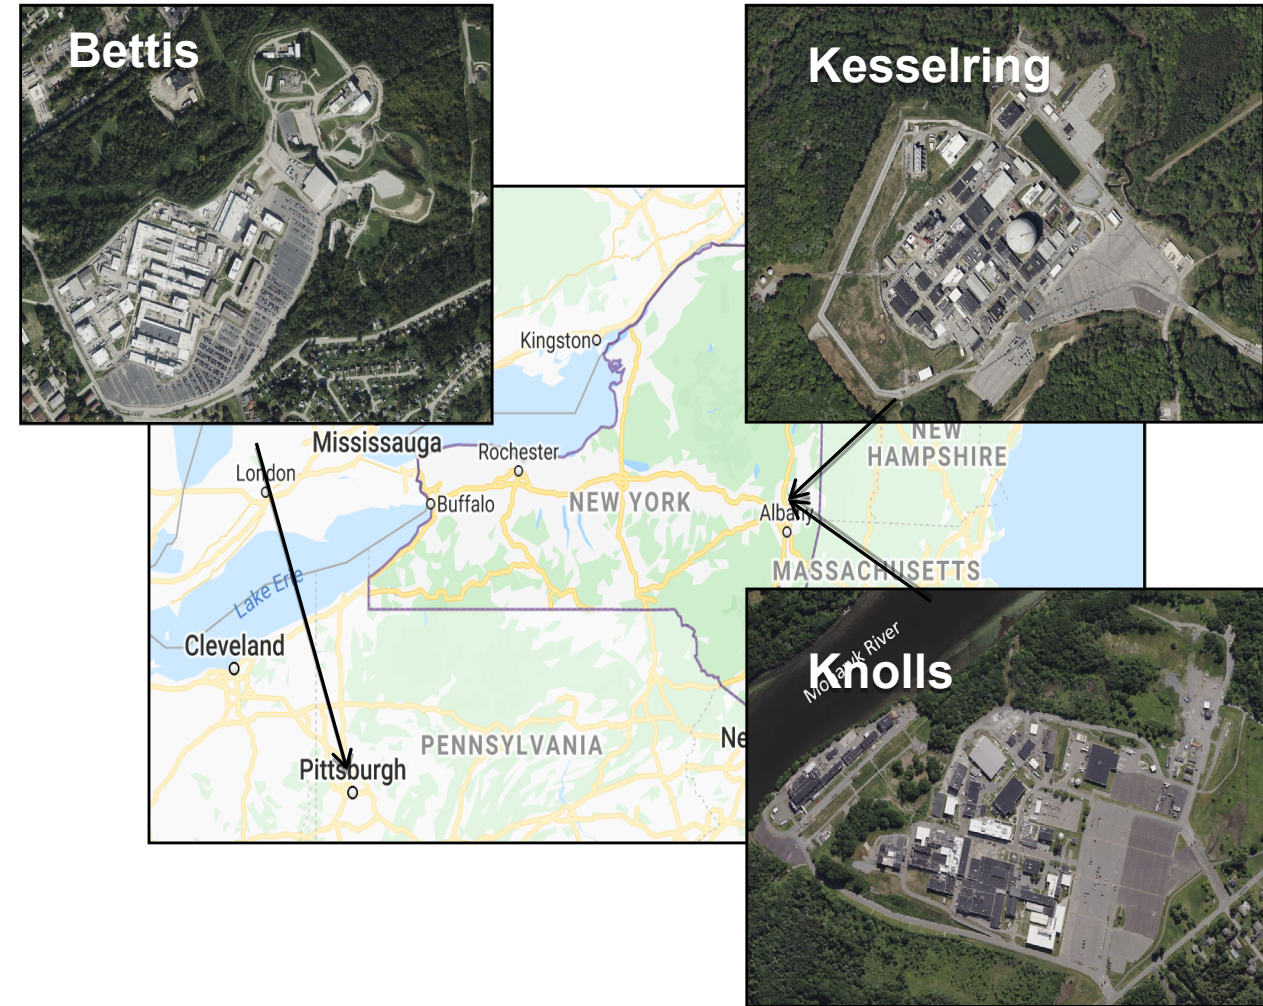 Bettis
Kesselring
Kingston
Mississauga
London
Rochester
Buffalo
NEW YORK
Albany
NEW
HAMPSHIRE
MASSACHUSETTS
Lake Erie
Cleveland
Mohawk River
Knolls
PENNSYLVANIA
Ne
Pittsburgh